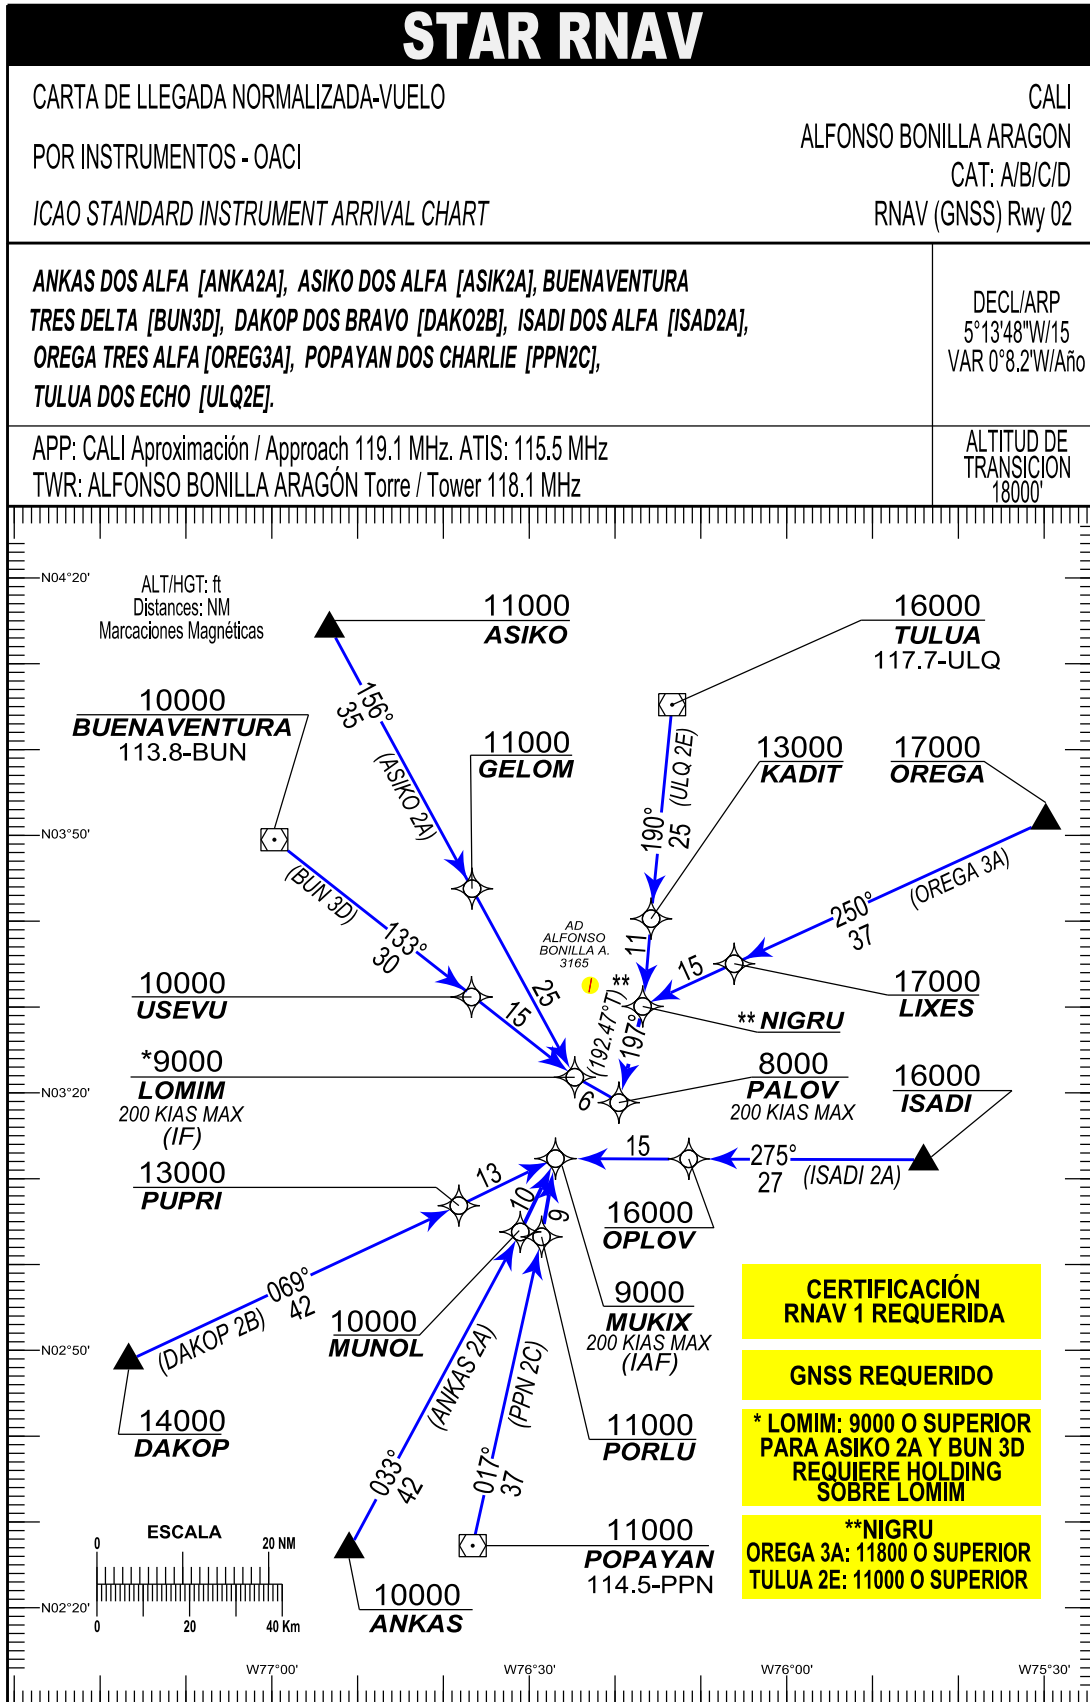 STAR RNAV
CARTA DE LLEGADA NORMALIZADA-VUELO
POR INSTRUMENTOS - OACI
ICAO STANDARD INSTRUMENT ARRIVAL CHART
CALI
ALFONSO BONILLA ARAGON
CAT: A/B/C/D
RNAV (GNSS) Rwy 02
ANKAS DOS ALFA [ANKA2A], ASIKO DOS ALFA [ASIK2A], BUENAVENTURA
TRES DELTA [BUN3D], DAKOP DOS BRAVO [DAKO2B], ISADI DOS ALFA [ISAD2A],
OREGA TRES ALFA [OREG3A], POPAYAN DOS CHARLIE [PPN2C],
TULUA DOS ECHO [ULQ2E].
DECL/ARP
5°13'48"W/15
VAR 0°8.2'W/Año
APP: CALI Aproximación / Approach 119.1 MHz. ATIS: 115.5 MHz
TWR: ALFONSO BONILLA ARAGÓN Torre / Tower 118.1 MHz
ALTITUD DE
TRANSICION
18000'
N04°20'
ALT/HGT: ft
Distances: NM
Marcaciones Magnéticas
11000
ASIKO
16000
TULUA
117.7-ULQ
156°
35
(ASIKO 2A)
10000
BUENAVENTURA
113.8-BUN
11000
GELOM
(ULQ 2E)
190°
25
13000
KADIT
17000
OREGA
N03°50'
(BUN 3D)
133°
30
(OREGA 3A)
250°
37
AD
ALFONSO
BONILLA A.
3165
11
15
10000
USEVU
15
25
(192.47°T)
**
197°
17000
LIXES
** NIGRU
*9000
LOMIM
200 KIAS MAX
(IF)
6
8000
PALOV
200 KIAS MAX
16000
ISADI
N03°20'
13000
PUPRI
13
15
275°
27
(ISADI 2A)
10
9
16000
OPLOV
069°
42
(DAKOP 2B)
10000
MUNOL
9000
MUKIX
200 KIAS MAX
(IAF)
N02°50'
(ANKAS 2A)
(PPN 2C)
14000
DAKOP
11000
PORLU
033°
42
017°
37
CERTIFICACIÓN
RNAV 1 REQUERIDA
GNSS REQUERIDO
* LOMIM: 9000 O SUPERIOR
PARA ASIKO 2A Y BUN 3D
REQUIERE HOLDING
SOBRE LOMIM
**NIGRU
OREGA 3A: 11800 O SUPERIOR
TULUA 2E: 11000 O SUPERIOR
11000
POPAYAN
114.5-PPN
10000
ANKAS
ESCALA
0
20 NM
0
20
40 Km
N02°20'
W77°00'
W76°30'
W76°00'
W75°30'